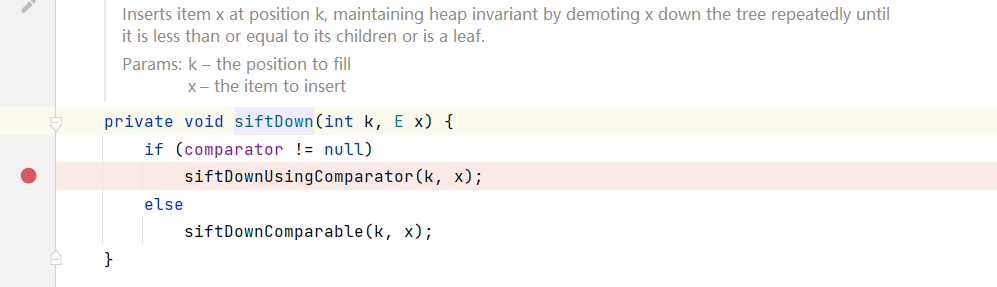 Inserts item x at position k, maintaining heap invariant by demoting x down the tree repeatedly until
it is less than or equal to its children or is a leaf.
Params: k – the position to fill
x – the item to insert
private void siftDown(int k, E x) {
if (comparator != null)
siftDownUsingComparator(k, x);
else
siftDownComparable(k, x);
}